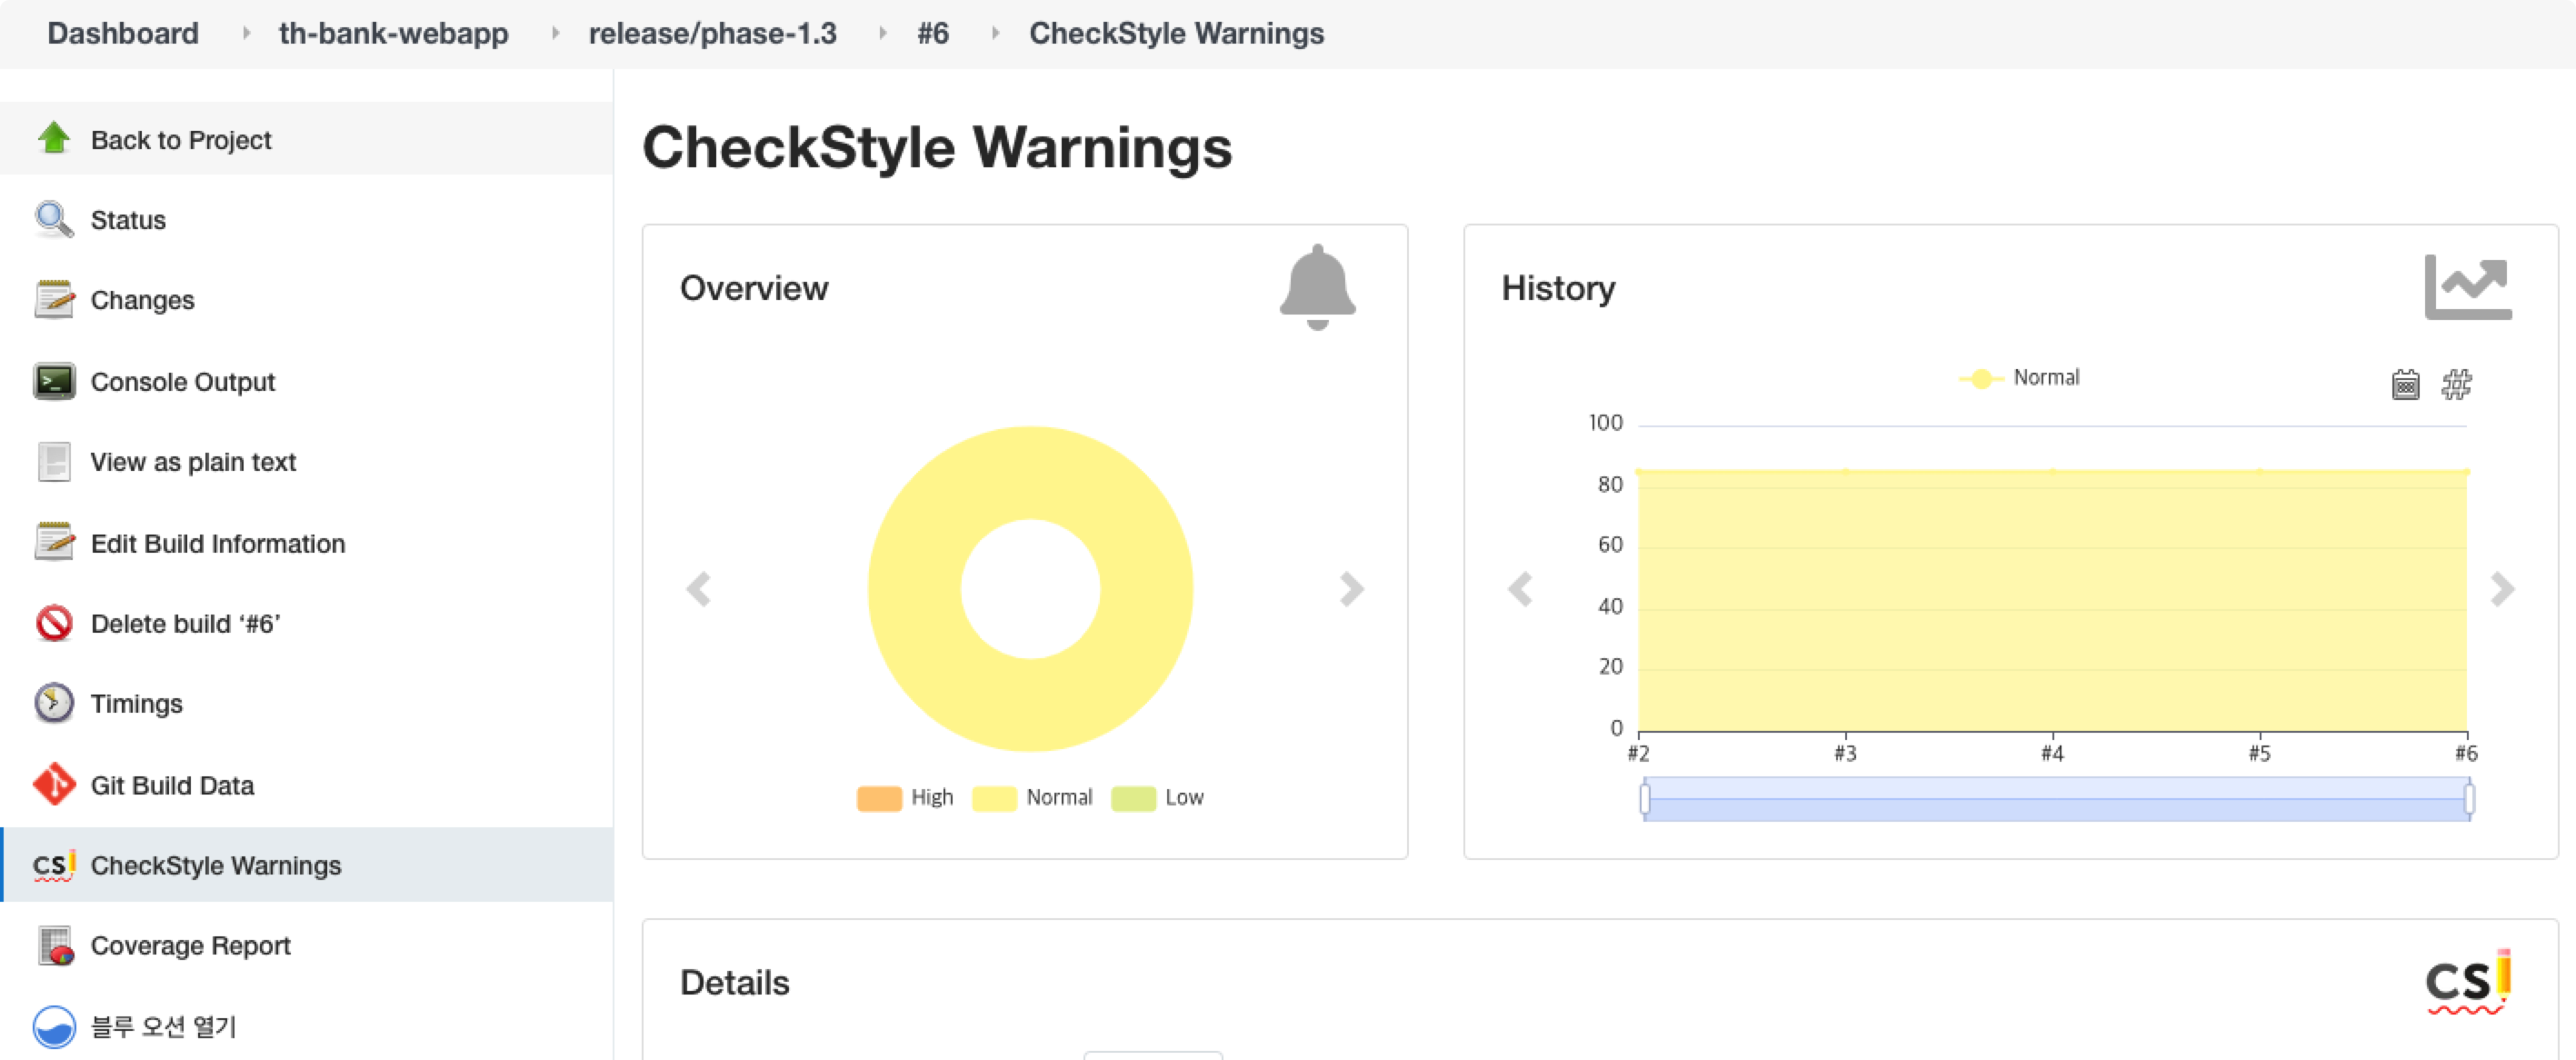 Dashboard th-bank-webapp release/phase-1.3 #6 CheckStyle Warnings
Back to Project
Status
Changes
Console Output
View as plain text
Edit Build Information
Delete build ‘#6’
Timings
Git Build Data
CS CheckStyle Warnings
Coverage Report
블루 오션 열기
CheckStyle Warnings
Overview
High Normal Low
History
Normal
100
80
60
40
20
0
#2 #3 #4 #5 #6
Details
CS